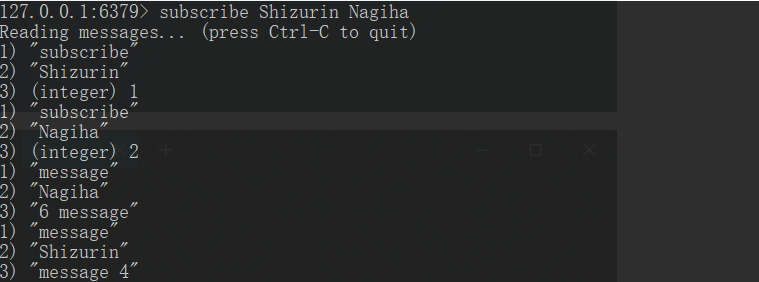 127.0.0.1:6379> subscribe Shizurin Nagiha
Reading messages... (press Ctrl-C to quit)
1) "subscribe"
2) "Shizurin"
3) (integer) 1
1) "subscribe"
2) "Nagiha"
3) (integer) 2
1) "message"
2) "Nagiha"
3) "6 message"
1) "message"
2) "Shizurin"
3) "message 4"